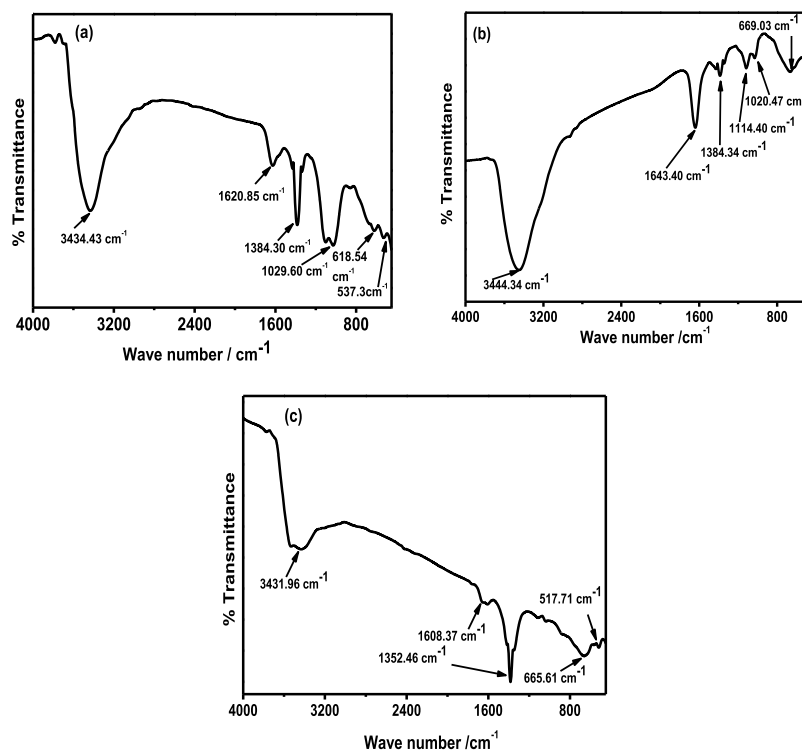 (a)
% Transmittance
3434.43 cm-1
1620.85 cm-1
1384.30 cm-1
1029.60 cm-1
618.54
cm-1
537.3cm-1
4000 3200 2400 1600 800
Wave number / cm-1
(b)
% Transmittance
669.03 cm-1
1020.47 cm
1114.40 cm-1
1384.34 cm-1
1643.40 cm-1
3444.34 cm-1
4000 3200 2400 1600 800
Wave number /cm-1
(c)
% Transmittance
3431.96 cm-1
517.71 cm-1
1608.37 cm-1
1352.46 cm-1
665.61 cm-1
4000 3200 2400 1600 800
Wave number /cm-1